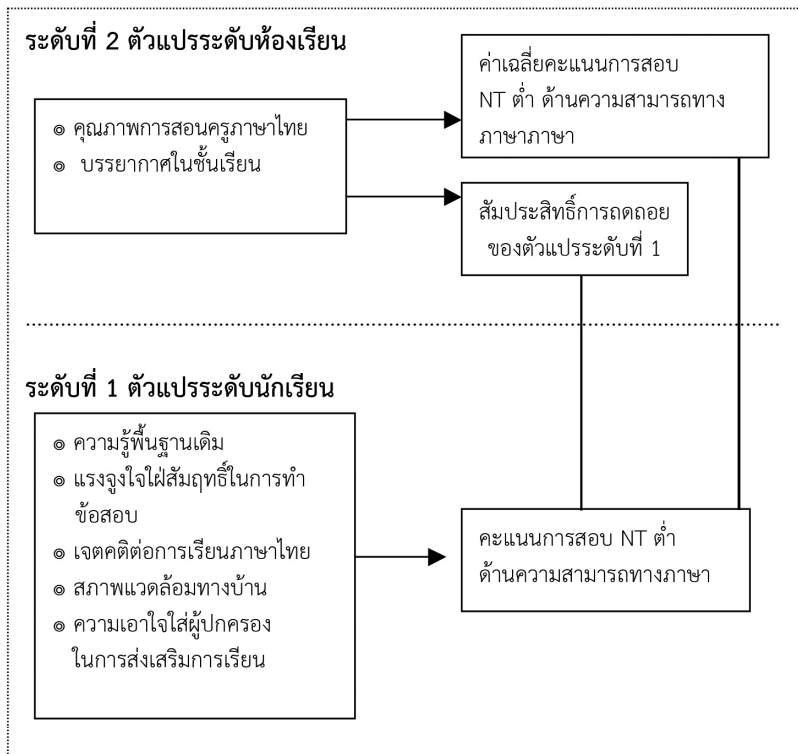 ระดับที่ 2 ตัวแปรระดับห้องเรียน
◎ คุณภาพการสอนครูภาษาไทย
◎ บรรยากาศในชั้นเรียน
ค่าเฉลี่ยคะแนนการสอบ
NT ต่ำ ด้านความสามารถทาง
ภาษาภาษา
สัมประสิทธิ์การถดถอย
ของตัวแปรระดับที่ 1
ระดับที่ 1 ตัวแปรระดับนักเรียน
◎ ความรู้พื้นฐานเดิม
◎ แรงจูงใจใฝ่สัมฤทธิ์ในการทำ
ข้อสอบ
◎ เจตคติต่อการเรียนภาษาไทย
◎ สภาพแวดล้อมทางบ้าน
◎ ความเอาใจใส่ผู้ปกครอง
ในการส่งเสริมการเรียน
คะแนนการสอบ NT ต่ำ
ด้านความสามารถทางภาษา